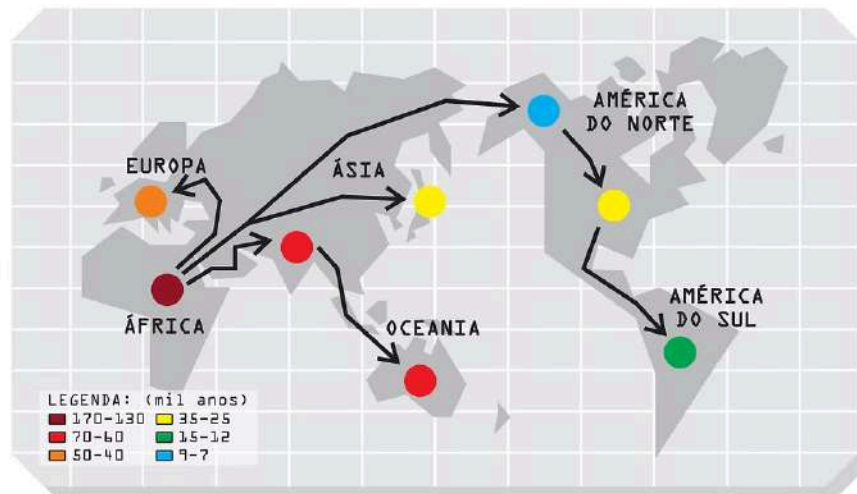 AMÉRICA
DO NORTE
EUROPA
ÁSIA
ÁFRICA
OCEANIA
AMÉRICA
DO SUL
LEGENDA: (mil anos)
170-130
35-25
70-60
15-12
50-40
9-7